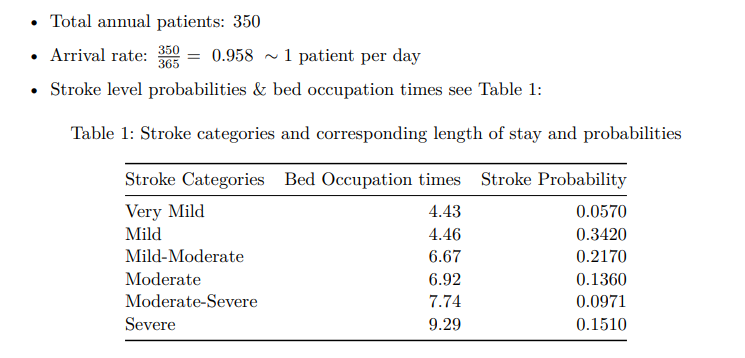 • Total annual patients: 350
• Arrival rate: 350/365 = 0.958 ∼ 1 patient per day
• Stroke level probabilities & bed occupation times see Table 1:
Table 1: Stroke categories and corresponding length of stay and probabilities
Stroke Categories Bed Occupation times Stroke Probability
Very Mild 4.43 0.0570
Mild 4.46 0.3420
Mild-Moderate 6.67 0.2170
Moderate 6.92 0.1360
Moderate-Severe 7.74 0.0971
Severe 9.29 0.1510